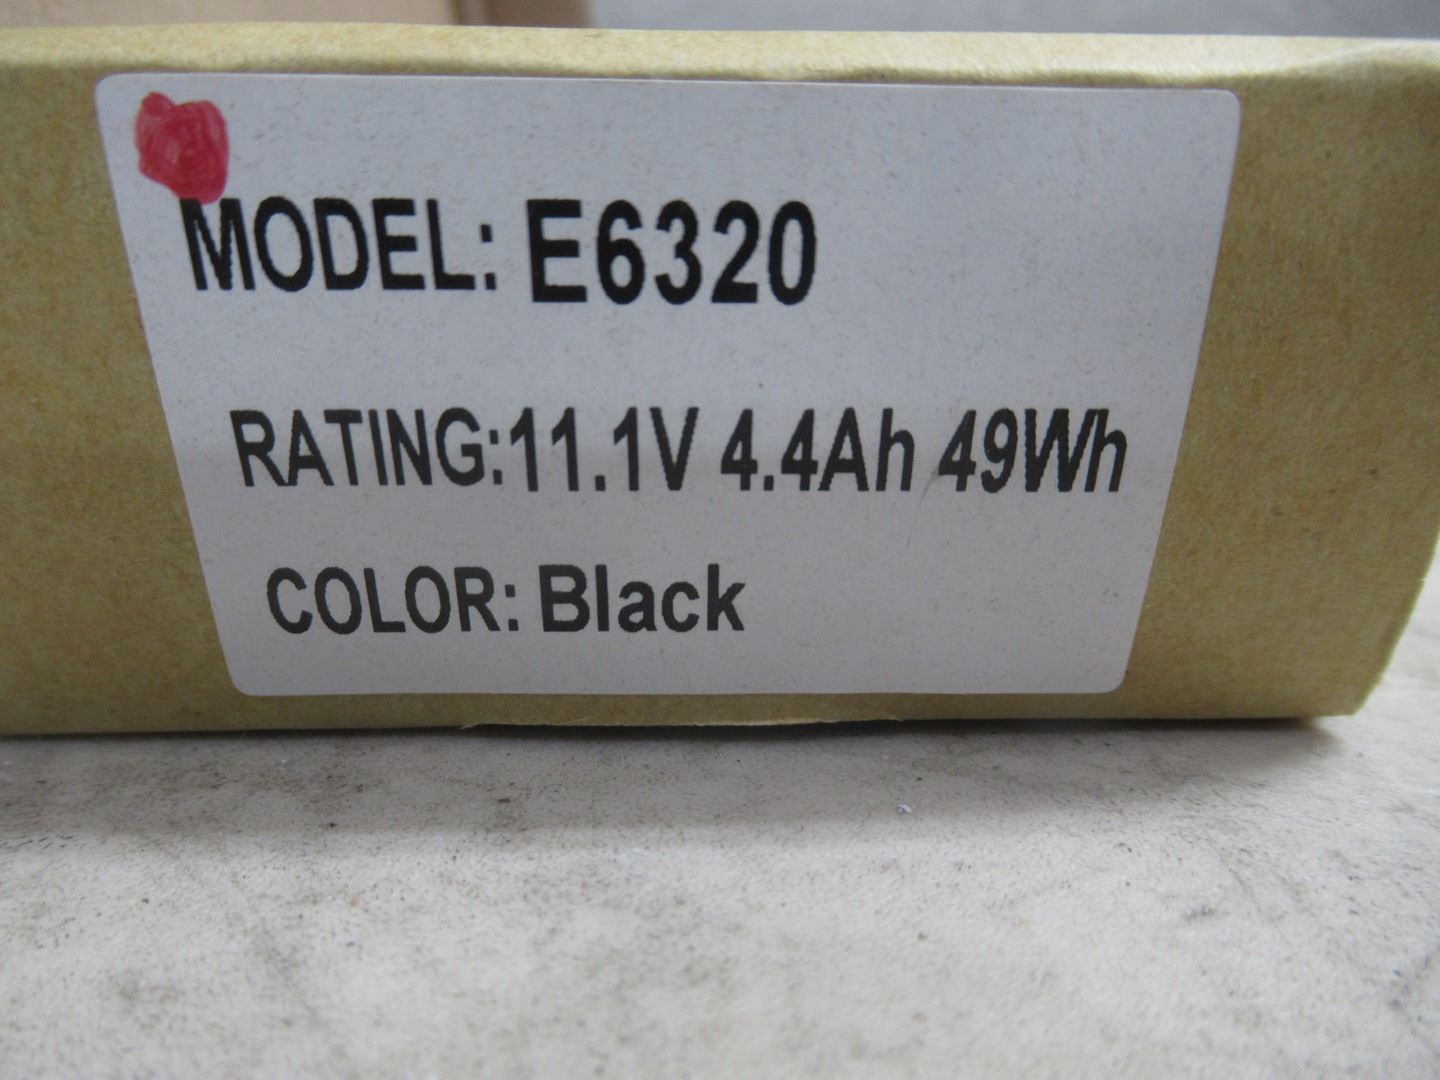 MODEL: E6320
RATING:11.1V 4.4Ah 49Wh
COLOR: Black